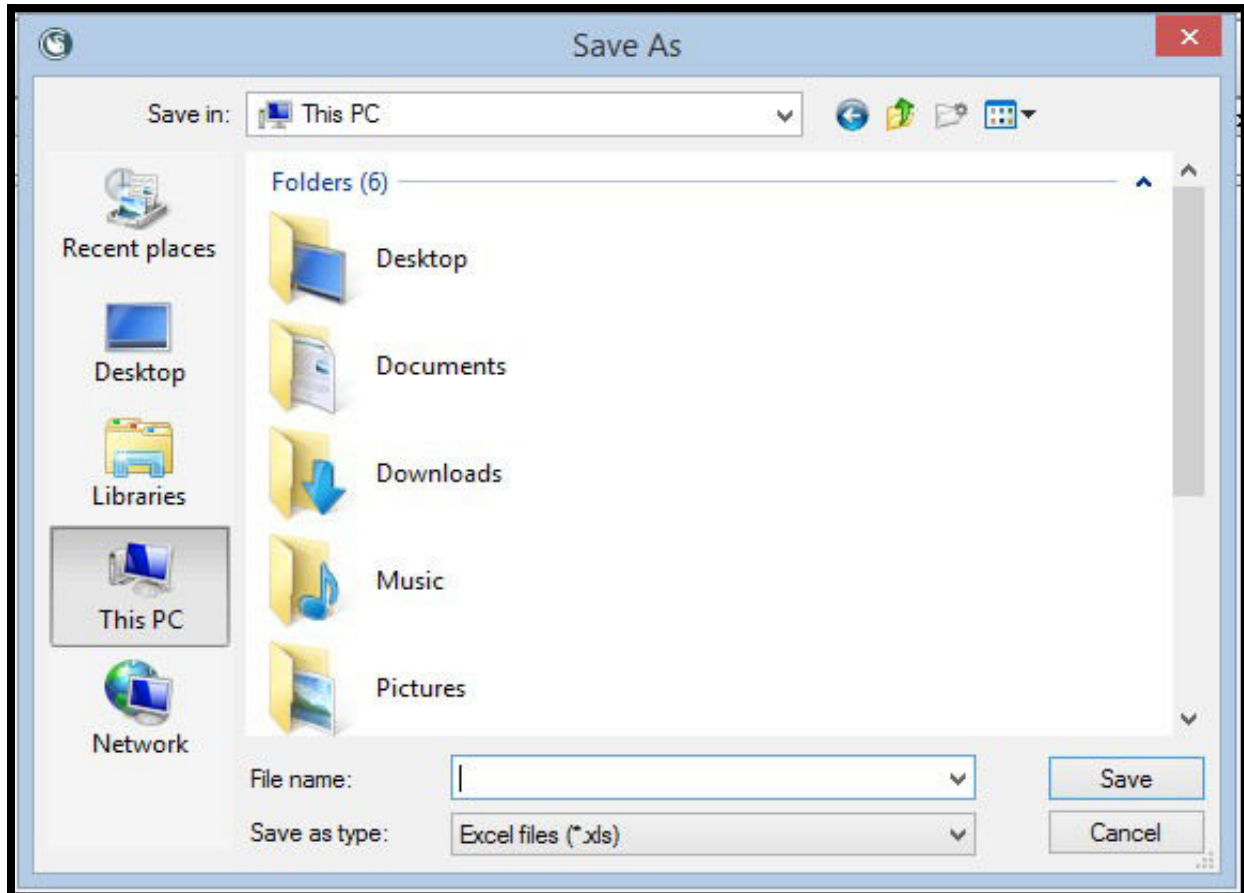 Save As
Save in:
This PC
Folders (6)
Recent places
Desktop
Libraries
This PC
Network
Desktop
Documents
Downloads
Music
Pictures
File name:
Save
Save as type:
Excel files (*.xls)
Cancel